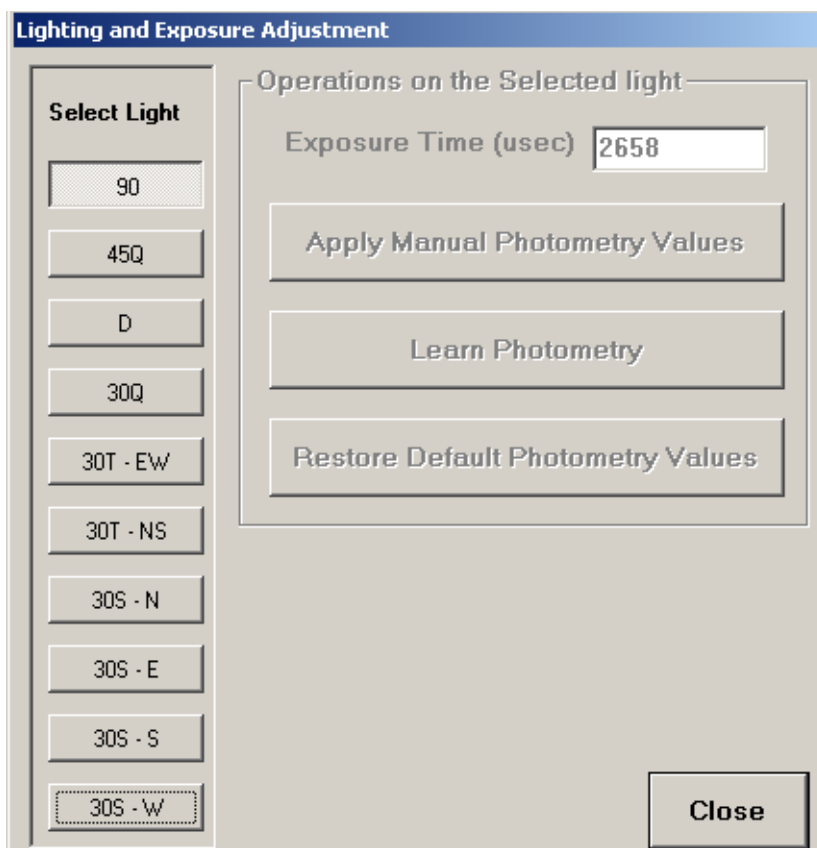 Lighting and Exposure Adjustment
Select Light
90
45Q
D
30Q
30T - EW
30T - NS
30S - N
30S - E
30S - S
30S - W
Operations on the Selected light
Exposure Time (usec) 2658
Apply Manual Photometry Values
Learn Photometry
Restore Default Photometry Values
Close